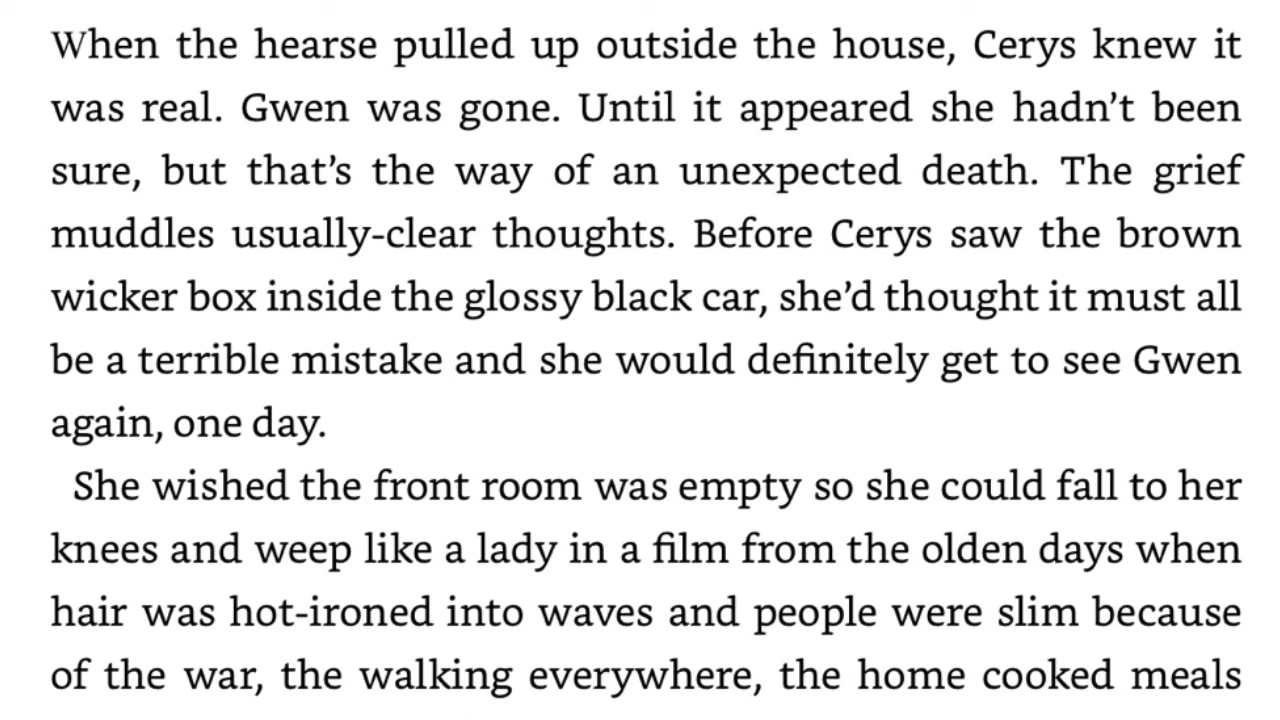 When the hearse pulled up outside the house, Cerys knew it
was real. Gwen was gone. Until it appeared she hadn’t been
sure, but that’s the way of an unexpected death. The grief
muddles usually-clear thoughts. Before Cerys saw the brown
wicker box inside the glossy black car, she’d thought it must all
be a terrible mistake and she would definitely get to see Gwen
again, one day.
She wished the front room was empty so she could fall to her
knees and weep like a lady in a film from the olden days when
hair was hot-ironed into waves and people were slim because
of the war, the walking everywhere, the home cooked meals